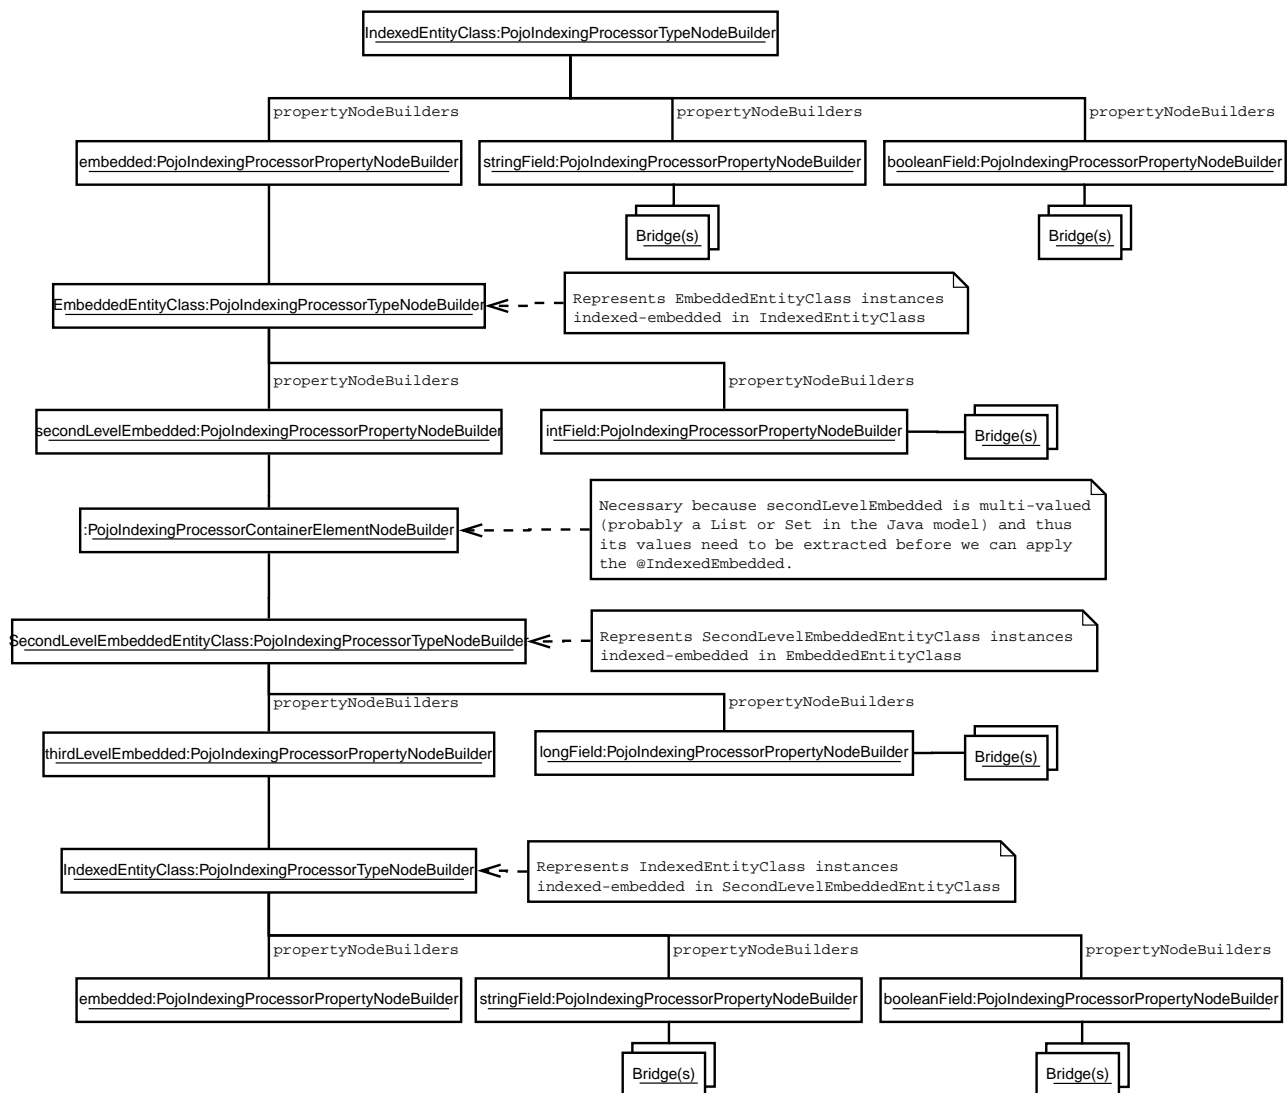 IndexedEntityClass:PojoIndexingProcessorTypeNodeBuilder
propertyNodeBuilders
propertyNodeBuilders
propertyNodeBuilders
embedded:PojoIndexingProcessorPropertyNodeBuilder
stringField:PojoIndexingProcessorPropertyNodeBuilder
booleanField:PojoIndexingProcessorPropertyNodeBuilder
Bridge(s)
Bridge(s)
EmbeddedEntityClass:PojoIndexingProcessorTypeNodeBuilder
Represents EmbeddedEntityClass instances
indexed-embedded in IndexedEntityClass
propertyNodeBuilders
propertyNodeBuilders
secondLevelEmbedded:PojoIndexingProcessorPropertyNodeBuilder
intField:PojoIndexingProcessorPropertyNodeBuilder
Bridge(s)
:PojoIndexingProcessorContainerElementNodeBuilder
Necessary because secondLevelEmbedded is multi-valued
(probably a List or Set in the Java model) and thus
its values need to be extracted before we can apply
the @IndexedEmbedded.
SecondLevelEmbeddedEntityClass:PojoIndexingProcessorTypeNodeBuilder
Represents SecondLevelEmbeddedEntityClass instances
indexed-embedded in EmbeddedEntityClass
propertyNodeBuilders
propertyNodeBuilders
thirdLevelEmbedded:PojoIndexingProcessorPropertyNodeBuilder
longField:PojoIndexingProcessorPropertyNodeBuilder
Bridge(s)
IndexedEntityClass:PojoIndexingProcessorTypeNodeBuilder
Represents IndexedEntityClass instances
indexed-embedded in SecondLevelEmbeddedEntityClass
propertyNodeBuilders
propertyNodeBuilders
propertyNodeBuilders
embedded:PojoIndexingProcessorPropertyNodeBuilder
stringField:PojoIndexingProcessorPropertyNodeBuilder
booleanField:PojoIndexingProcessorPropertyNodeBuilder
Bridge(s)
Bridge(s)